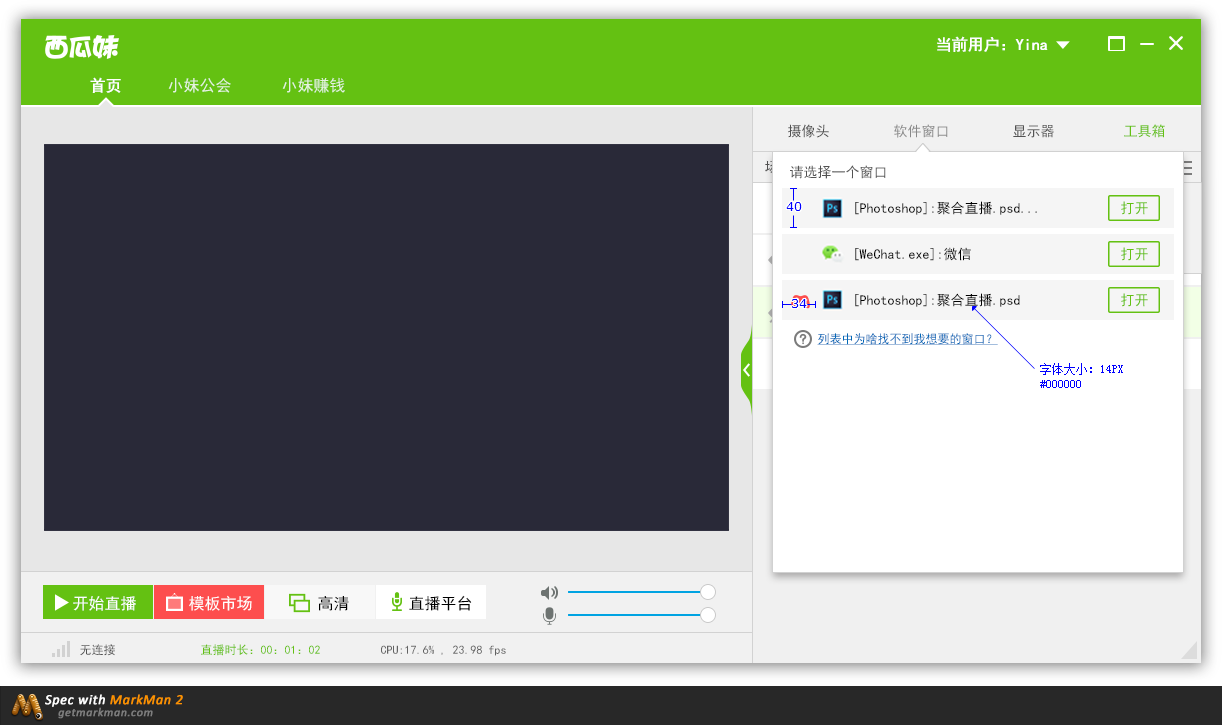 西瓜妹
当前用户：Yina
首页 小妹公会 小妹赚钱
摄像头 软件窗口 显示器 工具箱
请选择一个窗口
40
[Photoshop]:聚合直播.psd... 打开
[WeChat.exe]:微信 打开
34
[Photoshop]:聚合直播.psd 打开
列表中为啥找不到我想要的窗口？
字体大小：14PX
#000000
开始直播 模板市场 高清 直播平台
无连接 直播时长：00：01：02 CPU:17.6% , 23.98 fps
Spec with MarkMan 2
getmarkman.com